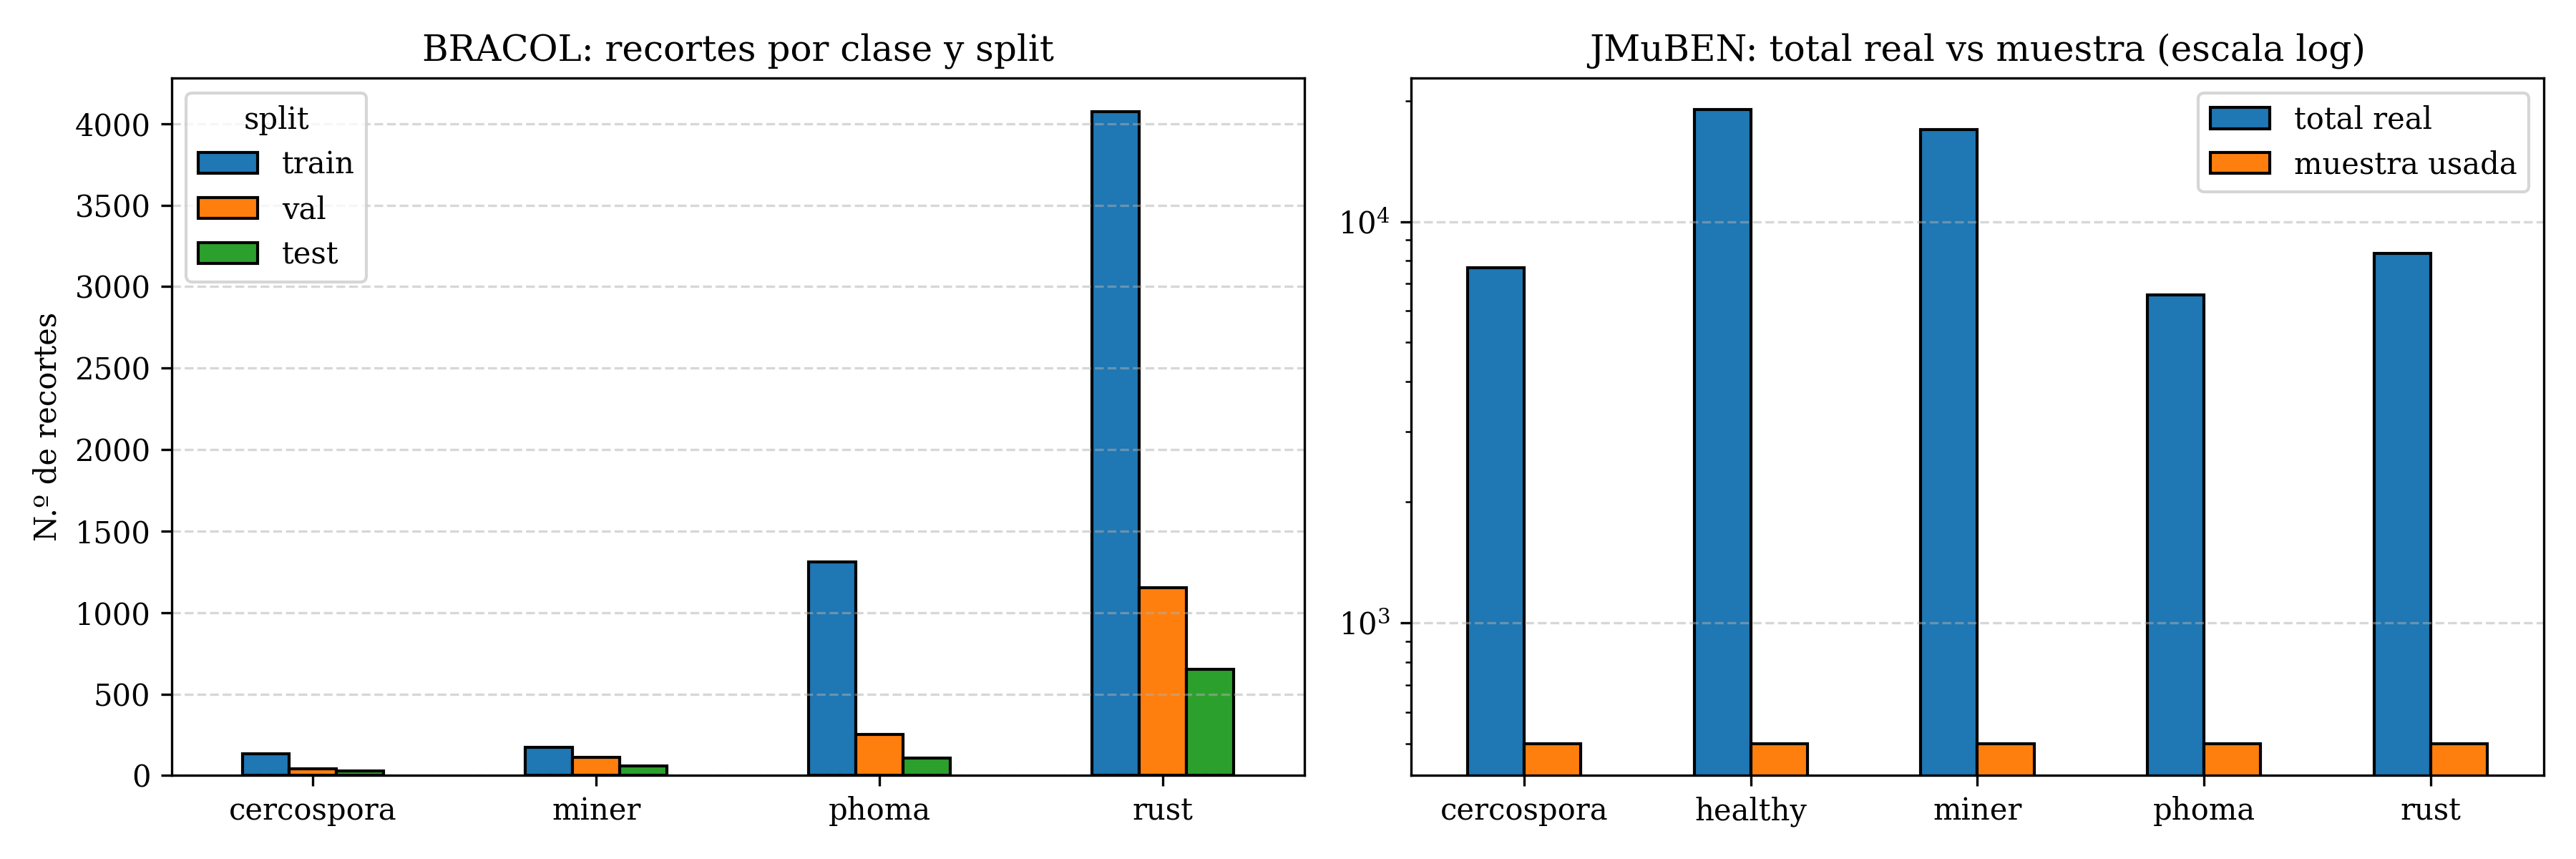 BRACOL: recortes por clase y split
N.º de recortes
4000
3500
3000
2500
2000
1500
1000
500
0
split
train
val
test
cercospora
miner
phoma
rust
JMuBEN: total real vs muestra (escala log)
10⁴
10³
total real
muestra usada
cercospora
healthy
miner
phoma
rust